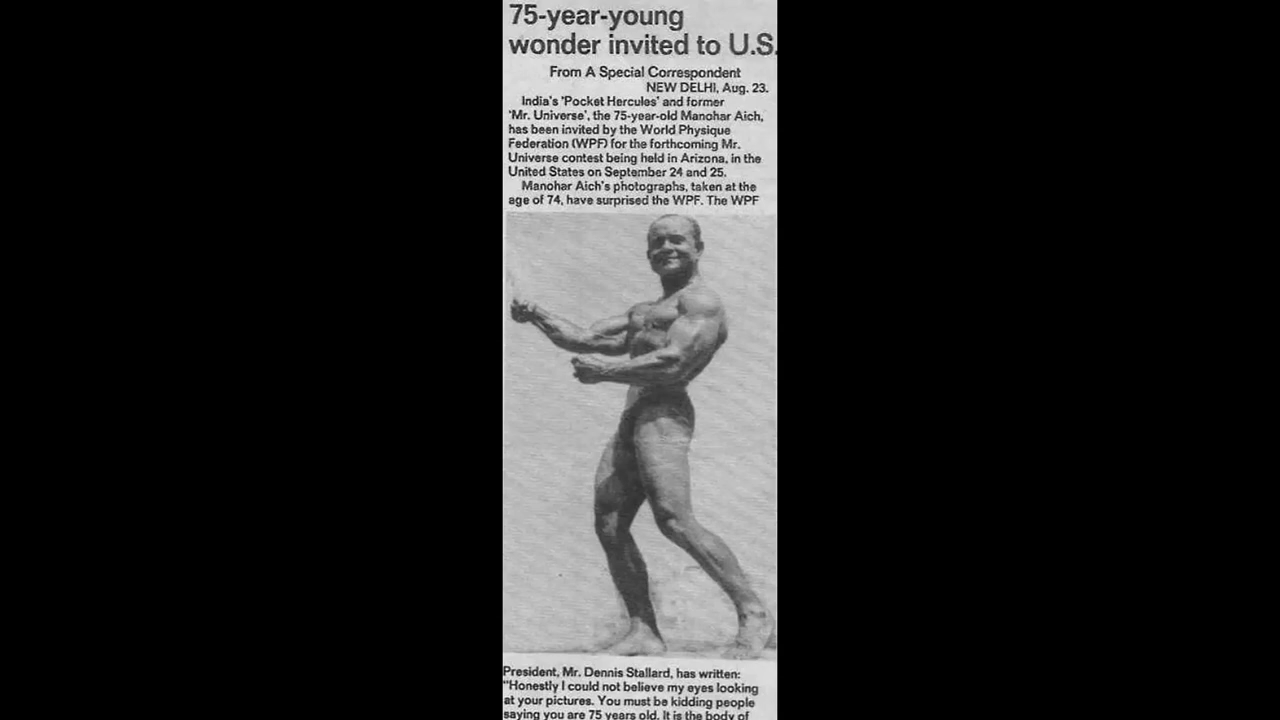 75-year-young
wonder invited to U.S.
From A Special Correspondent
NEW DELHI, Aug. 23.
India's 'Pocket Hercules' and former
'Mr. Universe', the 75-year-old Manohar Aich,
has been invited by the World Physique
Federation (WPF) for the forthcoming Mr.
Universe contest being held in Arizona, in the
United States on September 24 and 25.
Manohar Aich's photographs, taken at the
age of 74, have surprised the WPF. The WPF
President, Mr. Dennis Stallard, has written:
"Honestly I could not believe my eyes looking
at your pictures. You must be kidding people
saying you are 75 years old. It is the body of